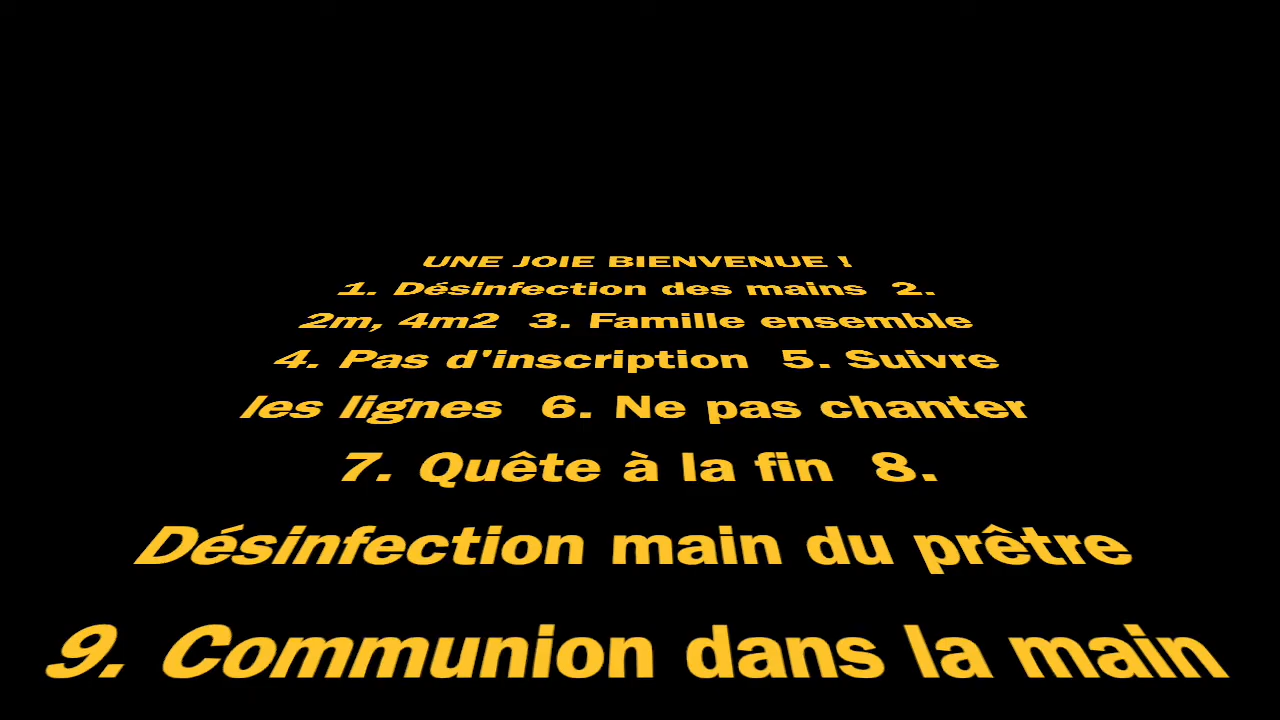 UNE JOIE BIENVENUE !
1. Désinfection des mains 2.
2m, 4m2 3. Famille ensemble
4. Pas d'inscription 5. Suivre
les lignes 6. Ne pas chanter
7. Quête à la fin 8.
Désinfection main du prêtre
9. Communion dans la main